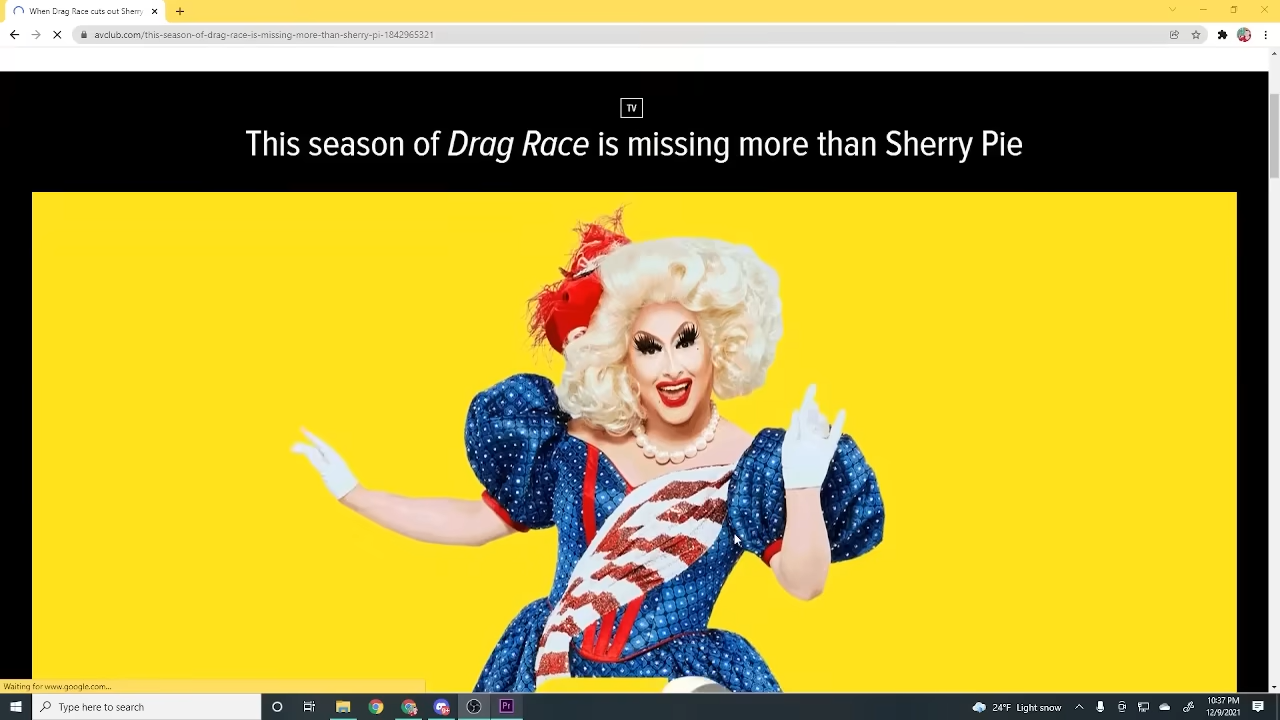 When Drag Race cuts out Sherry
avclub.com/this-season-of-drag-race-is-missing-more-than-sherry-pi-1842965321
TV
This season of Drag Race is missing more than Sherry Pie
Waiting for www.google.com...
Type here to search
Pr
24°F Light snow
10:37 PM
12/9/2021